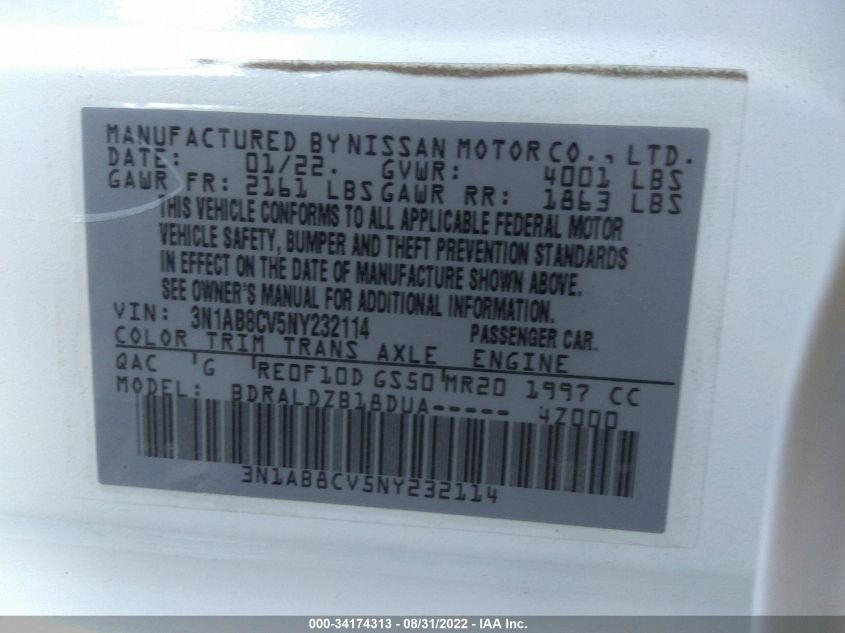 MANUFACTURED BY NISSAN MOTOR CO., LTD.
DATE: 01/22. GVWR: 4001 LBS
GAWR FR: 2161 LBS GAWR RR: 1863 LBS
THIS VEHICLE CONFORMS TO ALL APPLICABLE FEDERAL MOTOR
VEHICLE SAFETY, BUMPER AND THEFT PREVENTION STANDARDS
IN EFFECT ON THE DATE OF MANUFACTURE SHOWN ABOVE.
SEE OWNER'S MANUAL FOR ADDITIONAL INFORMATION.
VIN: 3N1AB8CV5NY232114 PASSENGER CAR.
COLOR TRIM TRANS AXLE ENGINE
QAC G RE0F10D GS50 MR20 1997 CC
MODEL: BDRALDZB18DUA----- 4Z000
3N1AB8CV5NY232114
000-34174313 - 08/31/2022 - IAA Inc.